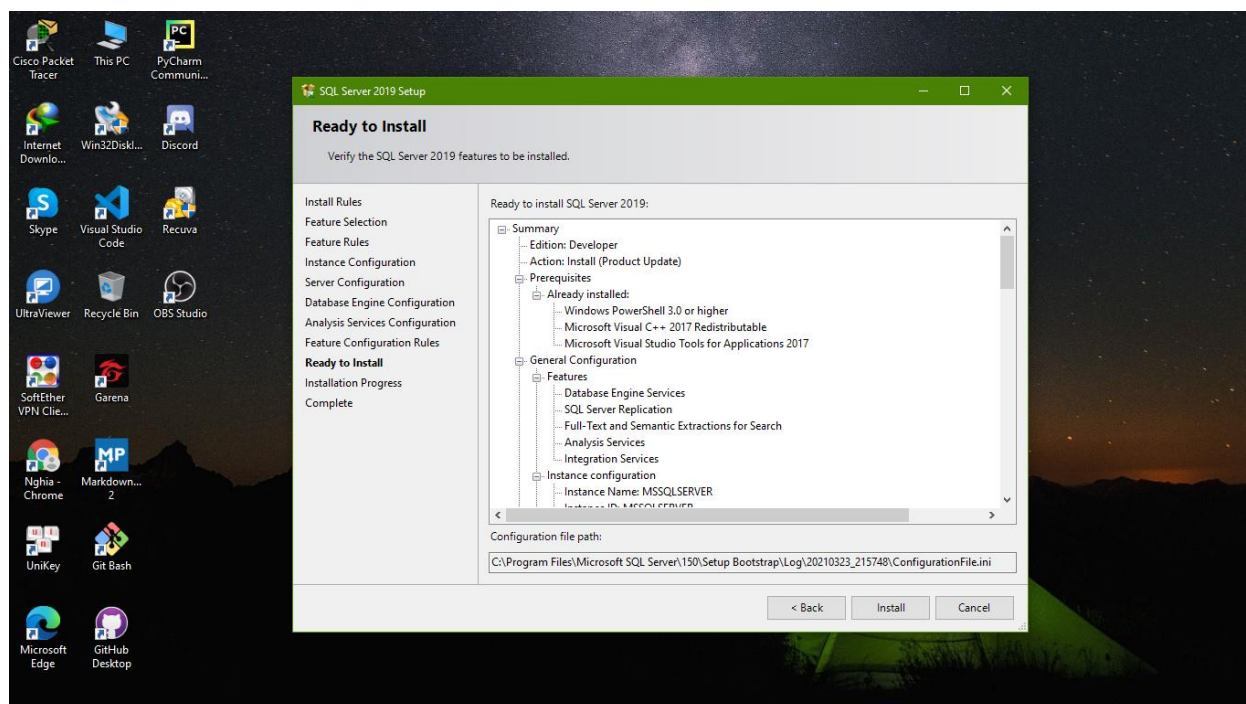 Cisco Packet
Tracer
This PC
PC
PyCharm
Communi...
Internet
Downlo...
Win32DiskI...
Discord
Skype
Visual Studio
Code
Recuva
UltraViewer
Recycle Bin
OBS Studio
SoftEther
VPN Clie...
Garena
Nghia -
Chrome
MP
Markdown...
2
UniKey
Git Bash
Microsoft
Edge
GitHub
Desktop
SQL Server 2019 Setup
Ready to Install
Verify the SQL Server 2019 features to be installed.
Install Rules
Feature Selection
Feature Rules
Instance Configuration
Server Configuration
Database Engine Configuration
Analysis Services Configuration
Feature Configuration Rules
Ready to Install
Installation Progress
Complete
Ready to install SQL Server 2019:
Summary
Edition: Developer
Action: Install (Product Update)
Prerequisites
Already installed:
Windows PowerShell 3.0 or higher
Microsoft Visual C++ 2017 Redistributable
Microsoft Visual Studio Tools for Applications 2017
General Configuration
Features
Database Engine Services
SQL Server Replication
Full-Text and Semantic Extractions for Search
Analysis Services
Integration Services
Instance configuration
Instance Name: MSSQLSERVER
Instance ID: MSSQLSERVER
Configuration file path:
C:\Program Files\Microsoft SQL Server\150\Setup Bootstrap\Log\20210323_215748\ConfigurationFile.ini
< Back
Install
Cancel